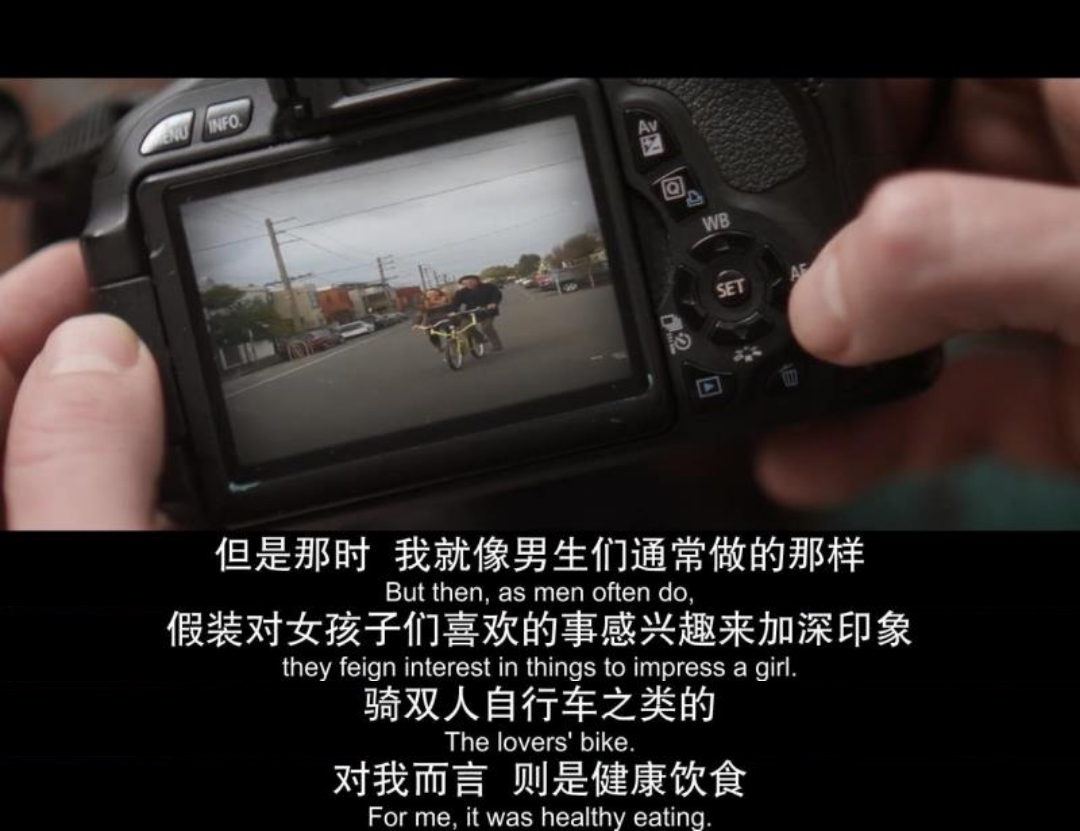 MENU
INFO.
Av
WB
AF
SET
但是那时 我就像男生们通常做的那样
But then, as men often do,
假装对女孩子们喜欢的事感兴趣来加深印象
they feign interest in things to impress a girl.
骑双人自行车之类的
The lovers' bike.
对我而言 则是健康饮食
For me, it was healthy eating.